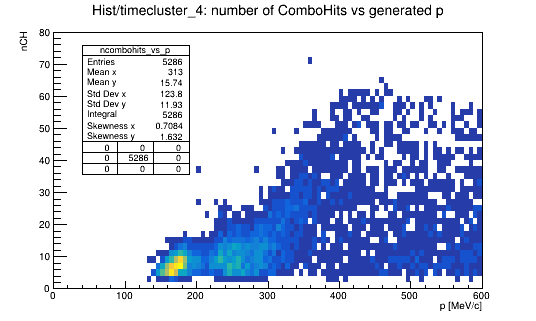 Hist/timecluster_4: number of ComboHits vs generated p
nCH
80
70
60
50
40
30
20
10
0
ncombohits_vs_p
Entries 5286
Mean x 313
Mean y 15.74
Std Dev x 123.8
Std Dev y 11.93
Integral 5286
Skewness x 0.7084
Skewness y 1.632
0 0 0
0 5286 0
0 0 0
0 100 200 300 400 500 600
p [MeV/c]